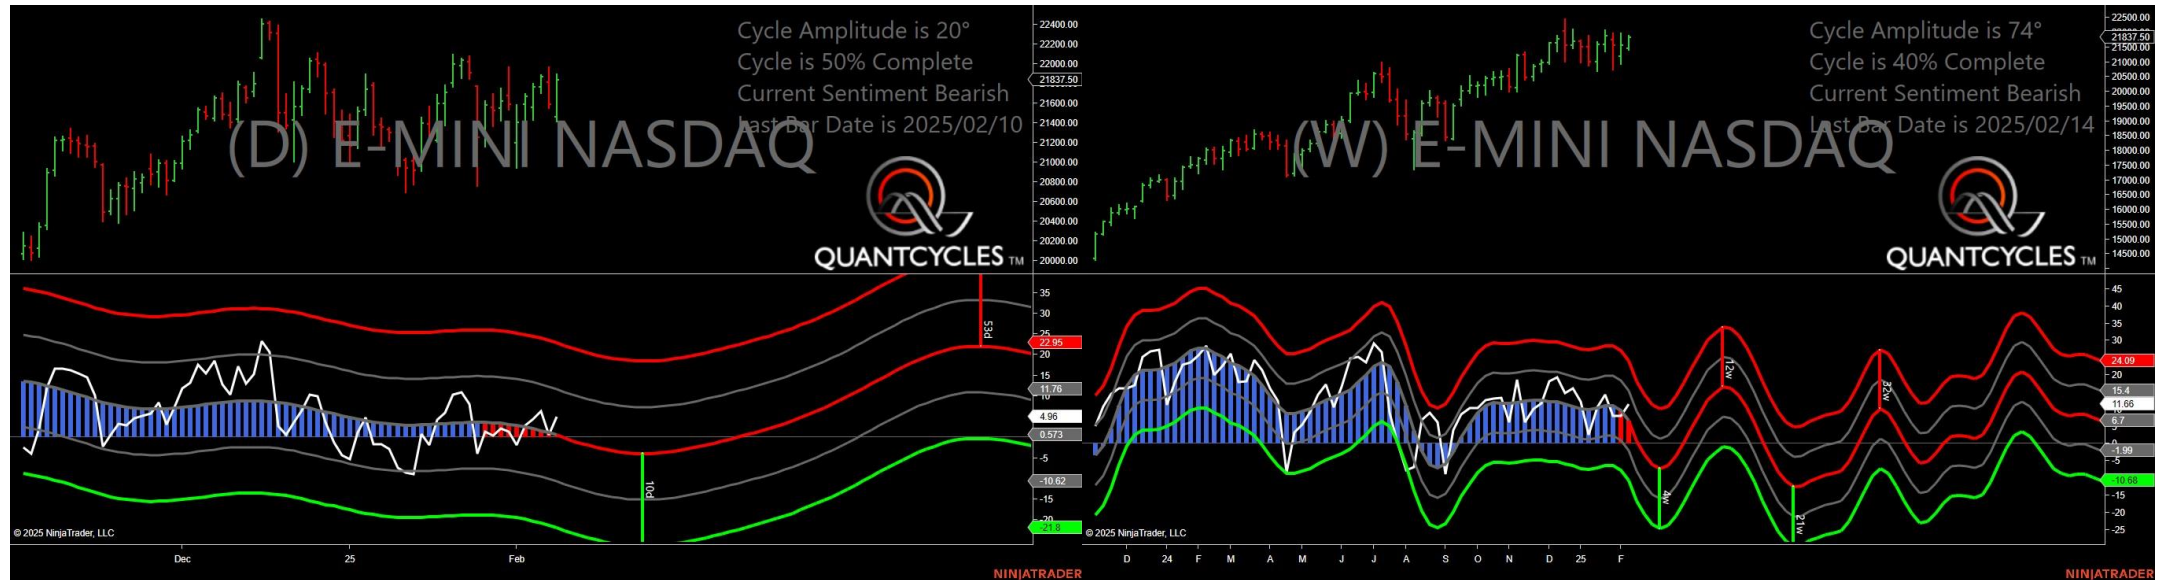 Cycle Amplitude is 20°
Cycle is 50% Complete
Current Sentiment Bearish
Last Bar Date is 2025/02/10
(D) E-MINI NASDAQ
QUANTCYCLES TM
22400.00
22200.00
21837.50
21600.00
21400.00
21200.00
21000.00
20800.00
20600.00
20400.00
20200.00
20000.00
35
30
25
22.95
20
15
11.76
10
4.96
0.573
-5
-10.62
-15
-20
-21.8
53d
10d
© 2025 NinjaTrader, LLC
Dec
25
Feb
NINJATRADER
Cycle Amplitude is 74°
Cycle is 40% Complete
Current Sentiment Bearish
Last Bar Date is 2025/02/14
(W) E-MINI NASDAQ
QUANTCYCLES TM
22500.00
21837.50
21500.00
21000.00
20500.00
20000.00
19500.00
19000.00
18500.00
18000.00
17500.00
17000.00
16500.00
16000.00
15500.00
15000.00
14500.00
45
40
35
30
24.09
20
15.4
11.66
6.7
0
-1.99
-5
-10.68
-15
-20
-25
4w
12w
21w
32w
© 2025 NinjaTrader, LLC
D
24
F
M
A
M
J
J
A
S
O
N
D
25
F
NINJATRADER